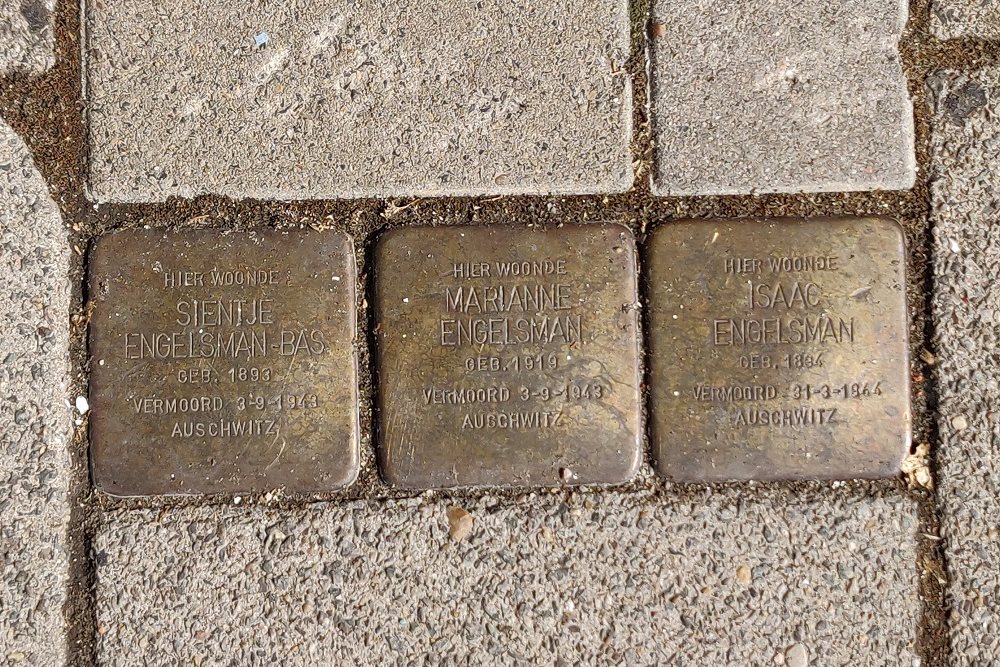 HIER WOONDE
SIENTJE
ENGELSMAN-BAS
GEB. 1893
VERMOORD 3-9-1943
AUSCHWITZ
HIER WOONDE
MARIANNE
ENGELSMAN
GEB. 1919
VERMOORD 3-9-1943
AUSCHWITZ
HIER WOONDE
ISAAC
ENGELSMAN
GEB. 1894
VERMOORD 31-3-1944
AUSCHWITZ